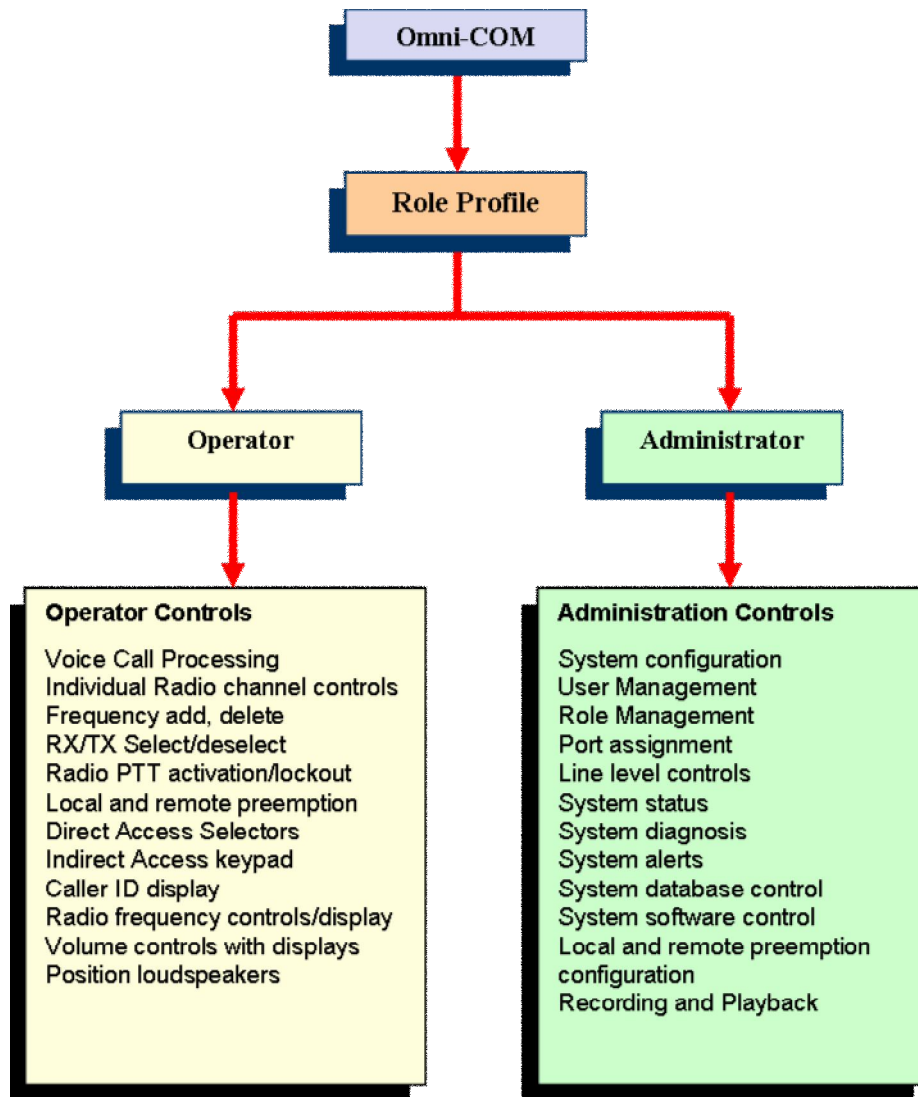 Omni-COM
Role Profile
Operator
Administrator
Operator Controls
Voice Call Processing
Individual Radio channel controls
Frequency add, delete
RX/TX Select/deselect
Radio PTT activation/lockout
Local and remote preemption
Direct Access Selectors
Indirect Access keypad
Caller ID display
Radio frequency controls/display
Volume controls with displays
Position loudspeakers
Administration Controls
System configuration
User Management
Role Management
Port assignment
Line level controls
System status
System diagnosis
System alerts
System database control
System software control
Local and remote preemption
configuration
Recording and Playback